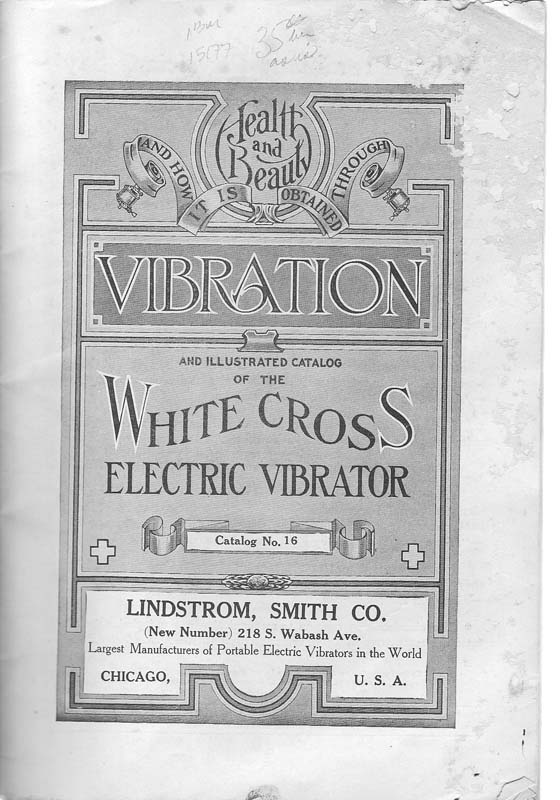 Health
and
Beauty
AND HOW IT IS OBTAINED THROUGH
VIBRATION
AND ILLUSTRATED CATALOG
OF THE
WHITE CROSS
ELECTRIC VIBRATOR
Catalog No. 16
LINDSTROM, SMITH CO.
(New Number) 218 S. Wabash Ave.
Largest Manufacturers of Portable Electric Vibrators in the World
CHICAGO, U. S. A.